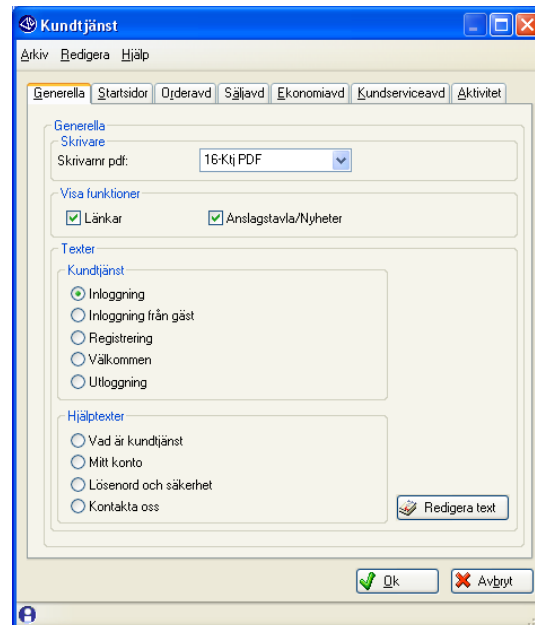 Kundtjänst
Arkiv Redigera Hjälp
Generella Startsidor Orderavd Säljavd Ekonomiavd Kundserviceavd Aktivitet
Generella
Skrivare
Skrivarnr pdf: 16-Ktj PDF
Visa funktioner
Länkar Anslagstavla/Nyheter
Texter
Kundtjänst
Inloggning
Inloggning från gäst
Registrering
Välkommen
Utloggning
Hjälptexter
Vad är kundtjänst
Mitt konto
Lösenord och säkerhet
Kontakta oss
Redigera text
Ok Avbryt